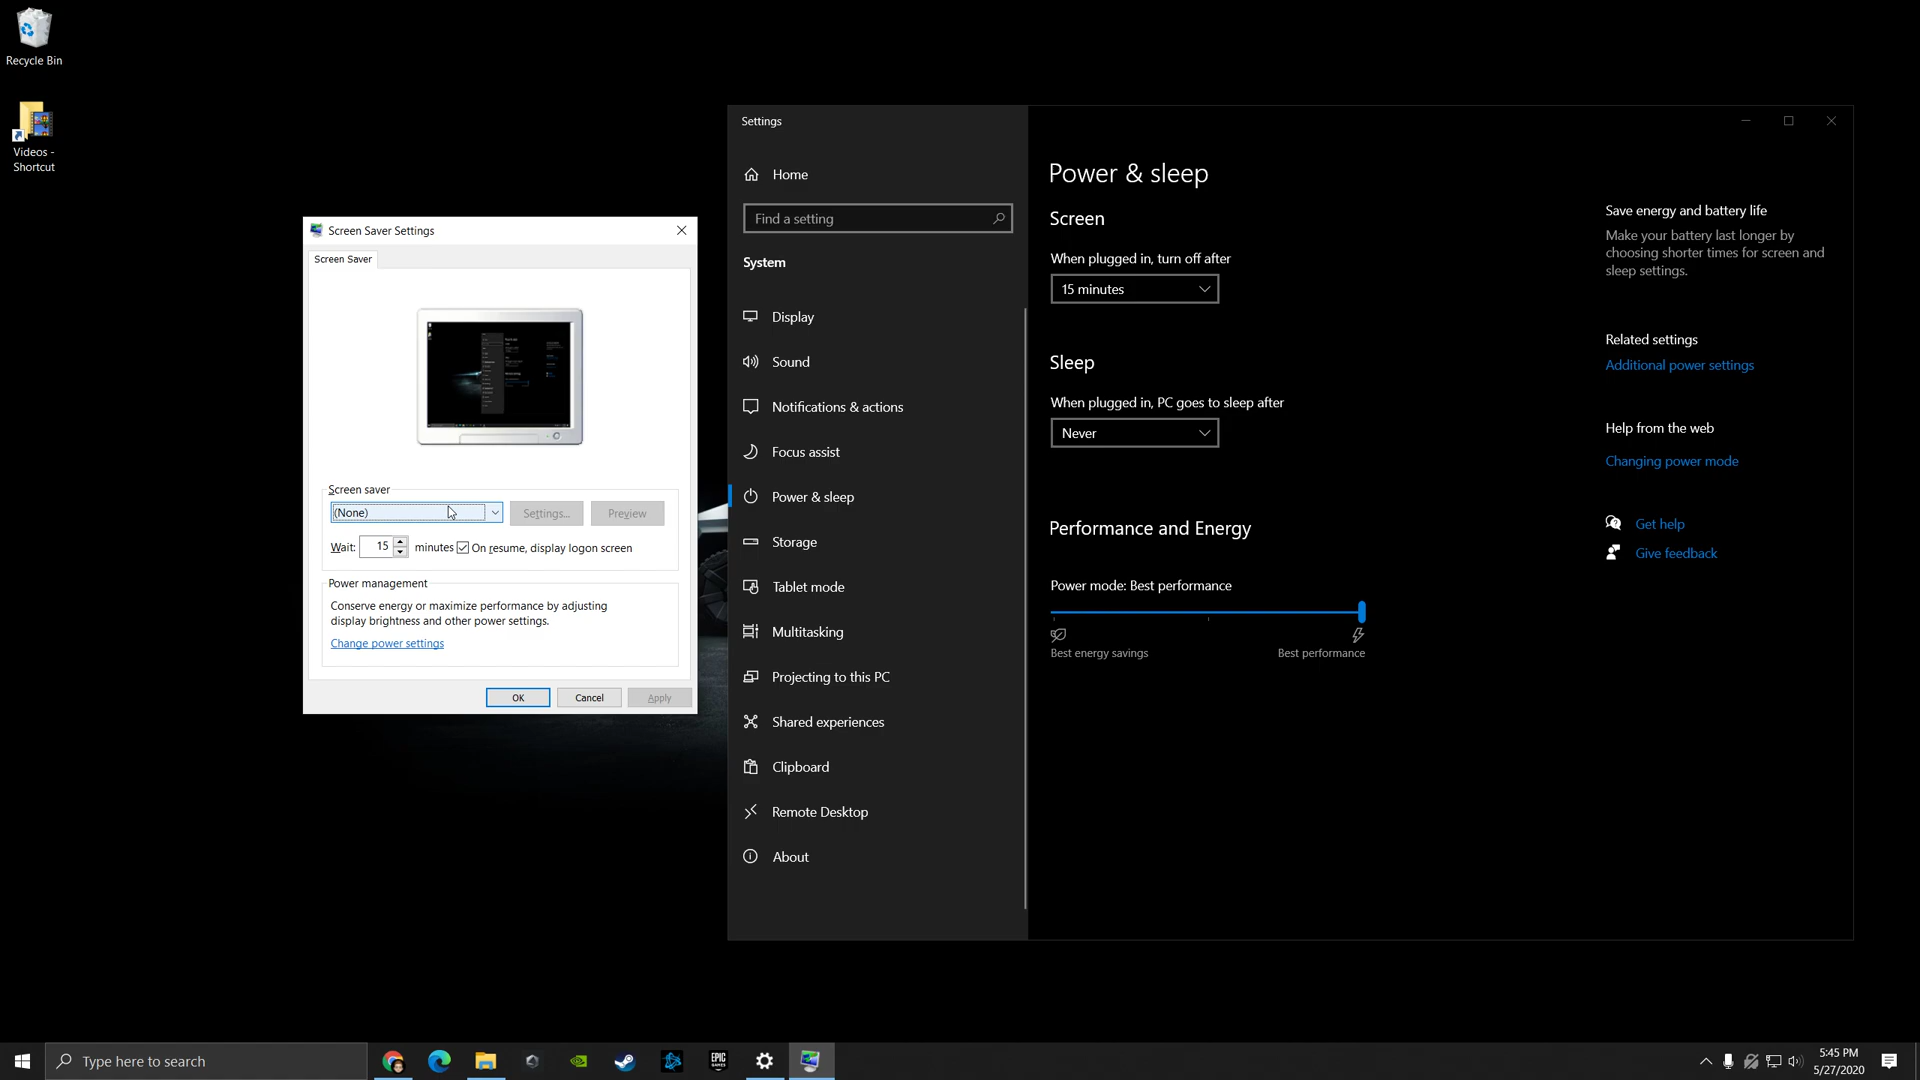 Recycle Bin
Videos -
Shortcut
Screen Saver Settings
Screen Saver
Screen saver
(None)
Settings...
Preview
Wait:
15
minutes
On resume, display logon screen
Power management
Conserve energy or maximize performance by adjusting
display brightness and other power settings.
Change power settings
OK
Cancel
Apply
Settings
Home
Find a setting
System
Display
Sound
Notifications & actions
Focus assist
Power & sleep
Storage
Tablet mode
Multitasking
Projecting to this PC
Shared experiences
Clipboard
Remote Desktop
About
Power & sleep
Screen
When plugged in, turn off after
15 minutes
Sleep
When plugged in, PC goes to sleep after
Never
Performance and Energy
Power mode: Best performance
Best energy savings
Best performance
Save energy and battery life
Make your battery last longer by
choosing shorter times for screen and
sleep settings.
Related settings
Additional power settings
Help from the web
Changing power mode
Get help
Give feedback
Type here to search
EPIC
GAMES
5:45 PM
5/27/2020